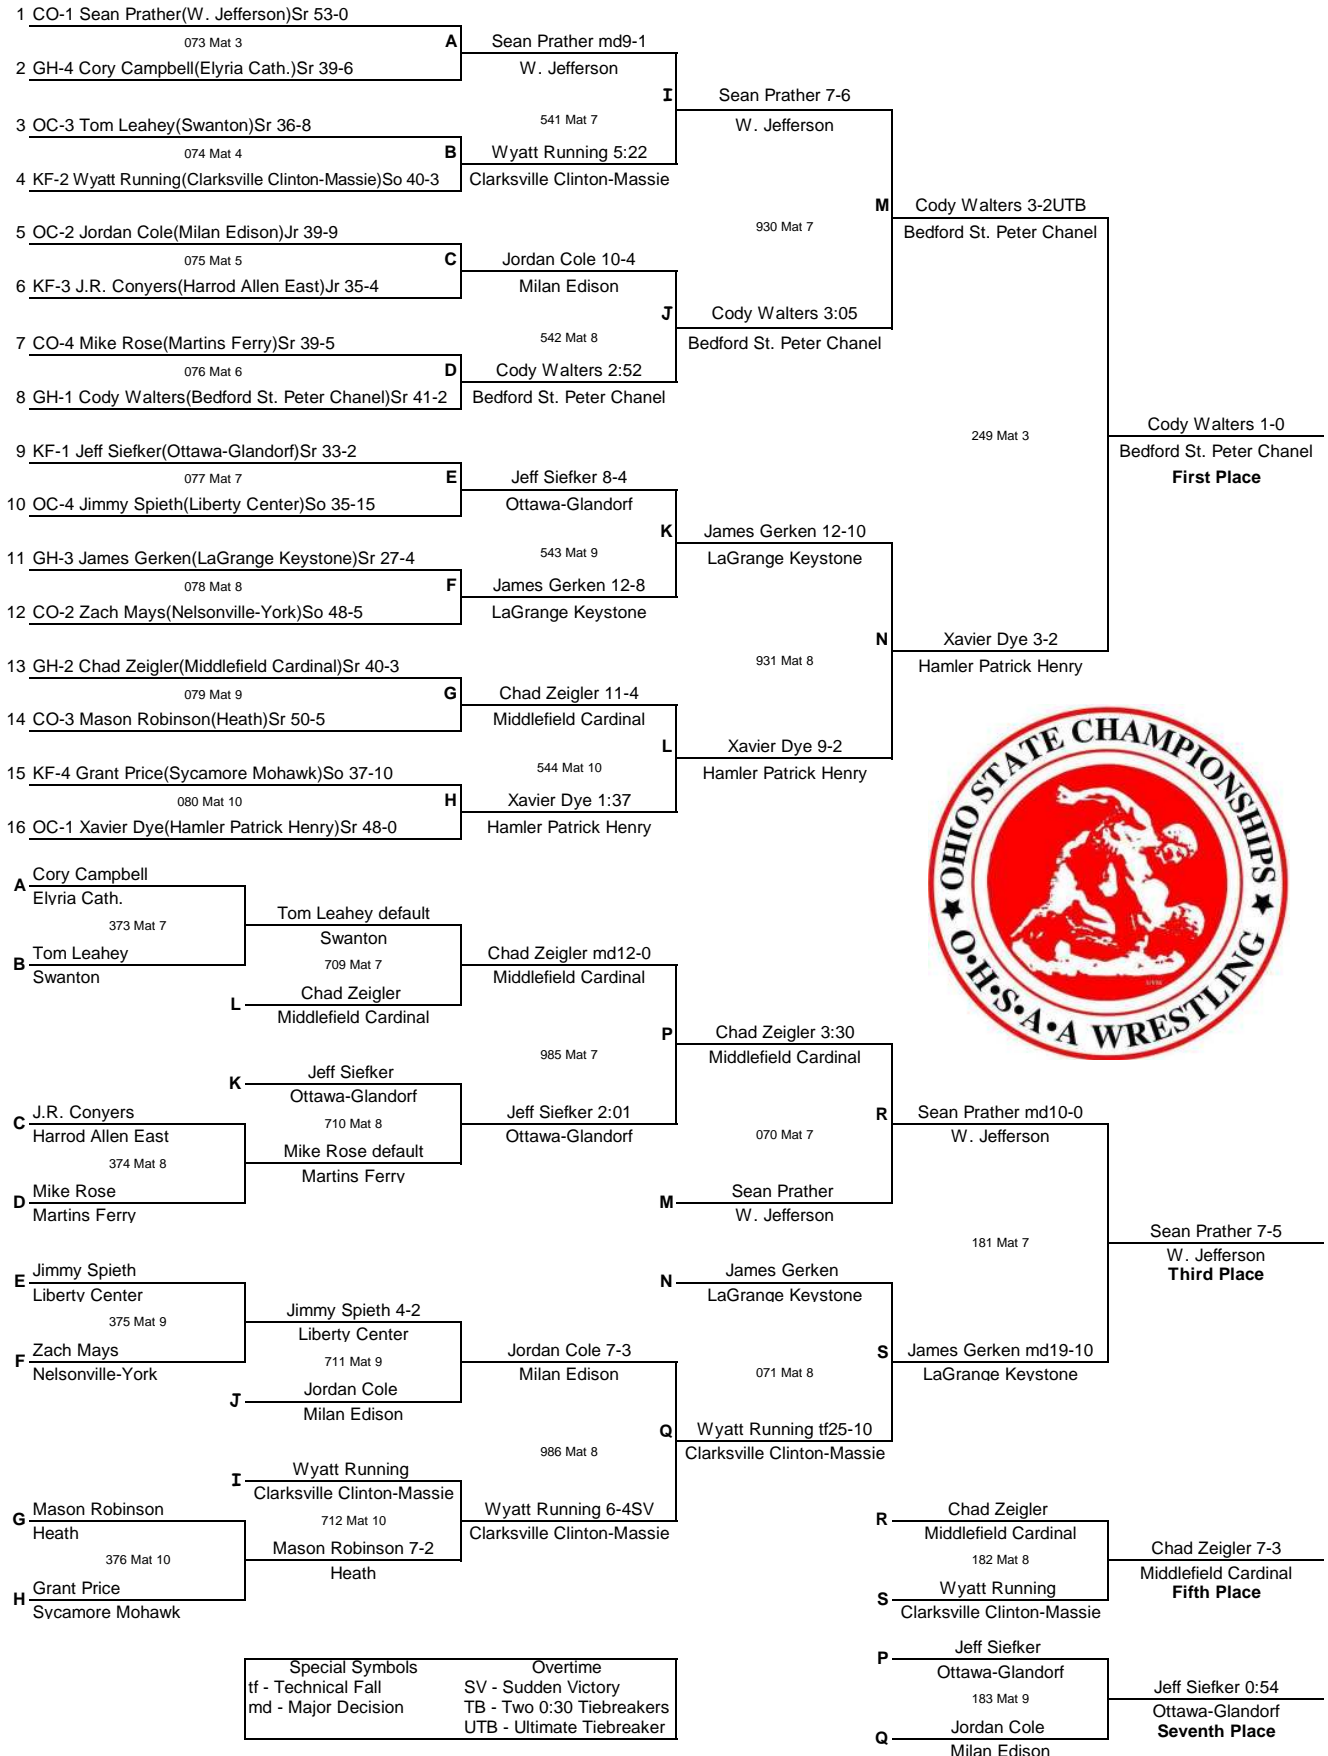 1 CO-1 Sean Prather(W. Jefferson)Sr 53-0
073 Mat 3
A
2 GH-4 Cory Campbell(Elyria Cath.)Sr 39-6
Sean Prather md9-1
W. Jefferson
3 OC-3 Tom Leahey(Swanton)Sr 36-8
074 Mat 4
B
4 KF-2 Wyatt Running(Clarksville Clinton-Massie)So 40-3
541 Mat 7
Wyatt Running 5:22
Clarksville Clinton-Massie
I
Sean Prather 7-6
W. Jefferson
5 OC-2 Jordan Cole(Milan Edison)Jr 39-9
075 Mat 5
C
6 KF-3 J.R. Conyers(Harrod Allen East)Jr 35-4
Jordan Cole 10-4
Milan Edison
7 CO-4 Mike Rose(Martins Ferry)Sr 39-5
076 Mat 6
D
8 GH-1 Cody Walters(Bedford St. Peter Chanel)Sr 41-2
542 Mat 8
Cody Walters 2:52
Bedford St. Peter Chanel
J
Cody Walters 3:05
Bedford St. Peter Chanel
930 Mat 7
M
Cody Walters 3-2UTB
Bedford St. Peter Chanel
9 KF-1 Jeff Siefker(Ottawa-Glandorf)Sr 33-2
077 Mat 7
E
10 OC-4 Jimmy Spieth(Liberty Center)So 35-15
Jeff Siefker 8-4
Ottawa-Glandorf
11 GH-3 James Gerken(LaGrange Keystone)Sr 27-4
078 Mat 8
F
12 CO-2 Zach Mays(Nelsonville-York)So 48-5
543 Mat 9
James Gerken 12-8
LaGrange Keystone
K
James Gerken 12-10
LaGrange Keystone
13 GH-2 Chad Zeigler(Middlefield Cardinal)Sr 40-3
079 Mat 9
G
14 CO-3 Mason Robinson(Heath)Sr 50-5
Chad Zeigler 11-4
Middlefield Cardinal
15 KF-4 Grant Price(Sycamore Mohawk)So 37-10
080 Mat 10
H
16 OC-1 Xavier Dye(Hamler Patrick Henry)Sr 48-0
544 Mat 10
Xavier Dye 1:37
Hamler Patrick Henry
L
Xavier Dye 9-2
Hamler Patrick Henry
931 Mat 8
N
Xavier Dye 3-2
Hamler Patrick Henry
249 Mat 3
Cody Walters 1-0
Bedford St. Peter Chanel
First Place
OHIO STATE CHAMPIONSHIPS
★ O•H•S•A•A WRESTLING ★
A Cory Campbell
Elyria Cath.
373 Mat 7
B Tom Leahey
Swanton
Tom Leahey default
Swanton
709 Mat 7
L Chad Zeigler
Middlefield Cardinal
Chad Zeigler md12-0
Middlefield Cardinal
K Jeff Siefker
Ottawa-Glandorf
710 Mat 8
C J.R. Conyers
Harrod Allen East
374 Mat 8
D Mike Rose
Martins Ferry
Mike Rose default
Martins Ferry
985 Mat 7
Jeff Siefker 2:01
Ottawa-Glandorf
P
Chad Zeigler 3:30
Middlefield Cardinal
070 Mat 7
M Sean Prather
W. Jefferson
R
Sean Prather md10-0
W. Jefferson
E Jimmy Spieth
Liberty Center
375 Mat 9
F Zach Mays
Nelsonville-York
Jimmy Spieth 4-2
Liberty Center
711 Mat 9
J Jordan Cole
Milan Edison
Jordan Cole 7-3
Milan Edison
I Wyatt Running
Clarksville Clinton-Massie
712 Mat 10
G Mason Robinson
Heath
376 Mat 10
H Grant Price
Sycamore Mohawk
Mason Robinson 7-2
Heath
986 Mat 8
Wyatt Running 6-4SV
Clarksville Clinton-Massie
N James Gerken
LaGrange Keystone
071 Mat 8
Q
Wyatt Running tf25-10
Clarksville Clinton-Massie
S
James Gerken md19-10
LaGrange Keystone
181 Mat 7
Sean Prather 7-5
W. Jefferson
Third Place
R Chad Zeigler
Middlefield Cardinal
182 Mat 8
S Wyatt Running
Clarksville Clinton-Massie
Chad Zeigler 7-3
Middlefield Cardinal
Fifth Place
P Jeff Siefker
Ottawa-Glandorf
183 Mat 9
Q Jordan Cole
Milan Edison
Jeff Siefker 0:54
Ottawa-Glandorf
Seventh Place
Special Symbols
tf - Technical Fall
md - Major Decision
Overtime
SV - Sudden Victory
TB - Two 0:30 Tiebreakers
UTB - Ultimate Tiebreaker